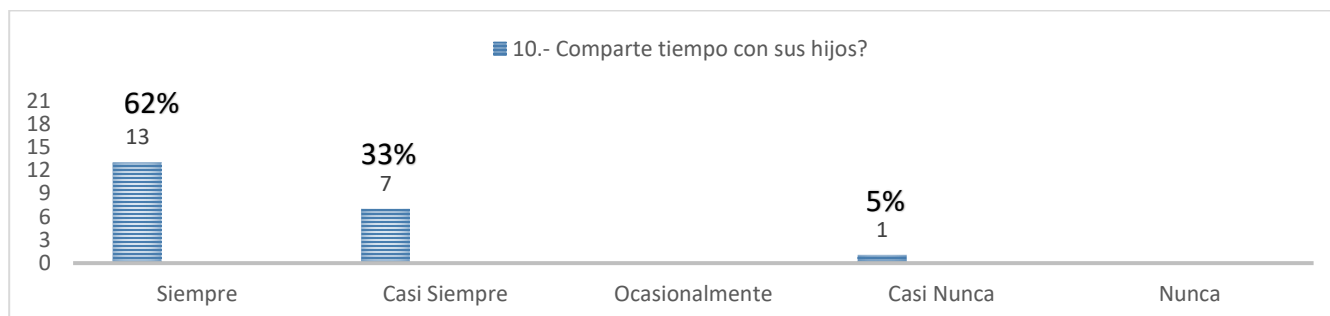 10.- Comparte tiempo con sus hijos?
21
18
15
12
9
6
3
0
62%
13
33%
7
5%
1
Siempre
Casi Siempre
Ocasionalmente
Casi Nunca
Nunca